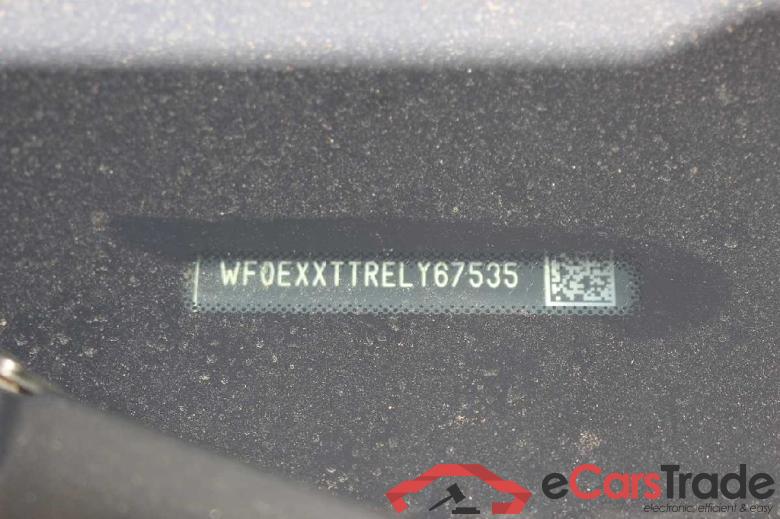 WF0EXXTTRELY67535
eCarsTrade
electronic, efficient & easy